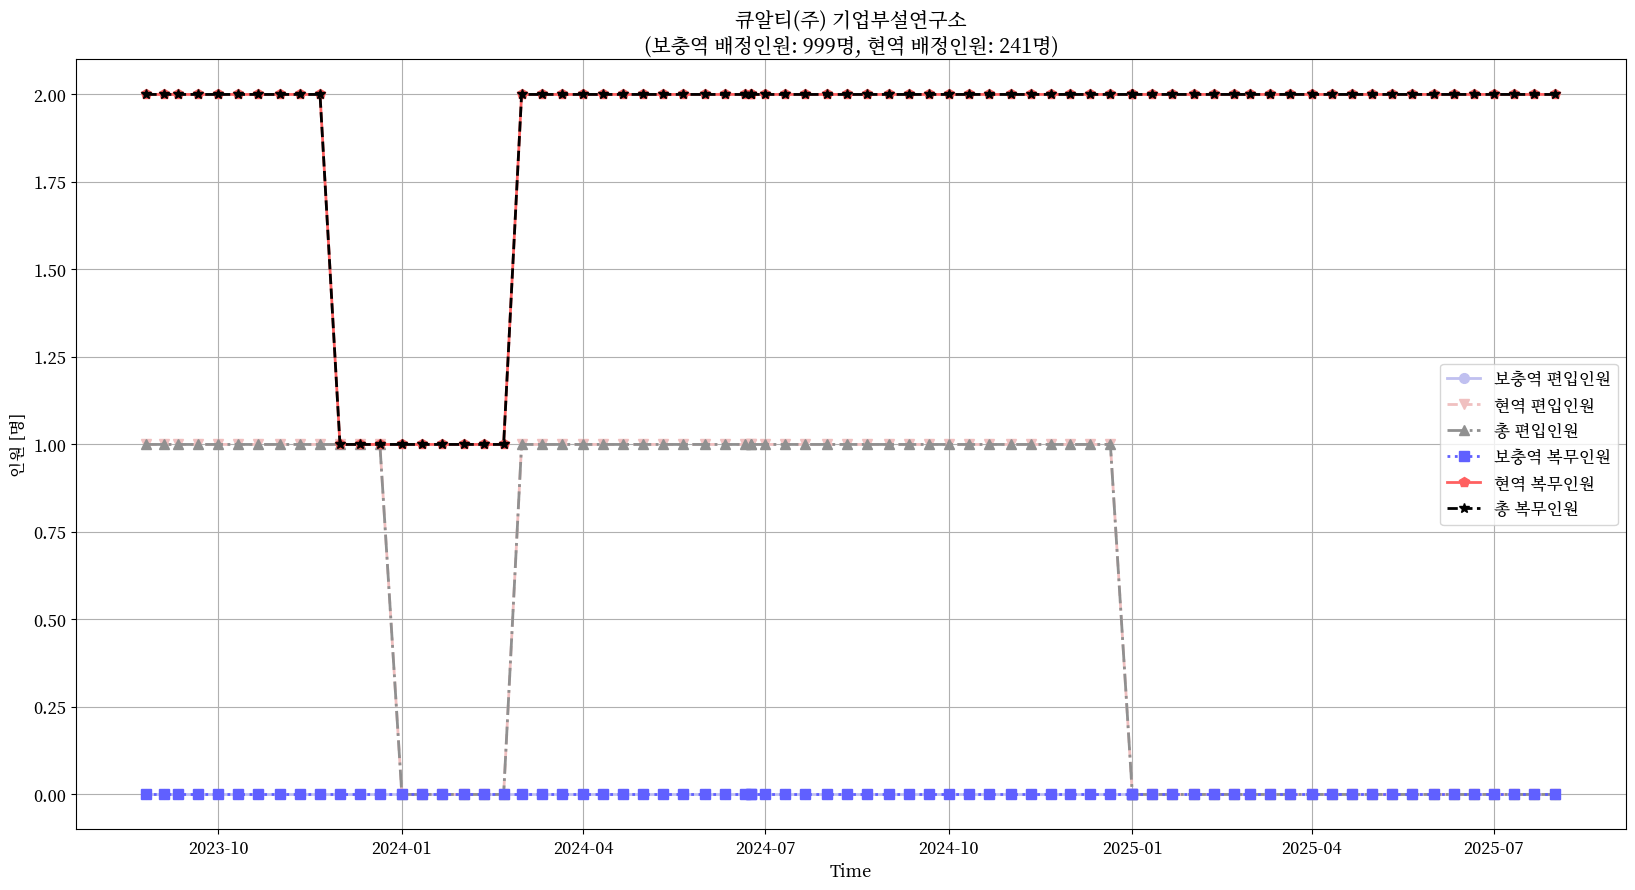 큐알티(주) 기업부설연구소
(보충역 배정인원: 999명, 현역 배정인원: 241명)
인원 [명]
2.00
1.75
1.50
1.25
1.00
0.75
0.50
0.25
0.00
보충역 편입인원
현역 편입인원
총 편입인원
보충역 복무인원
현역 복무인원
총 복무인원
2023-10
2024-01
2024-04
2024-07
2024-10
2025-01
2025-04
2025-07
Time